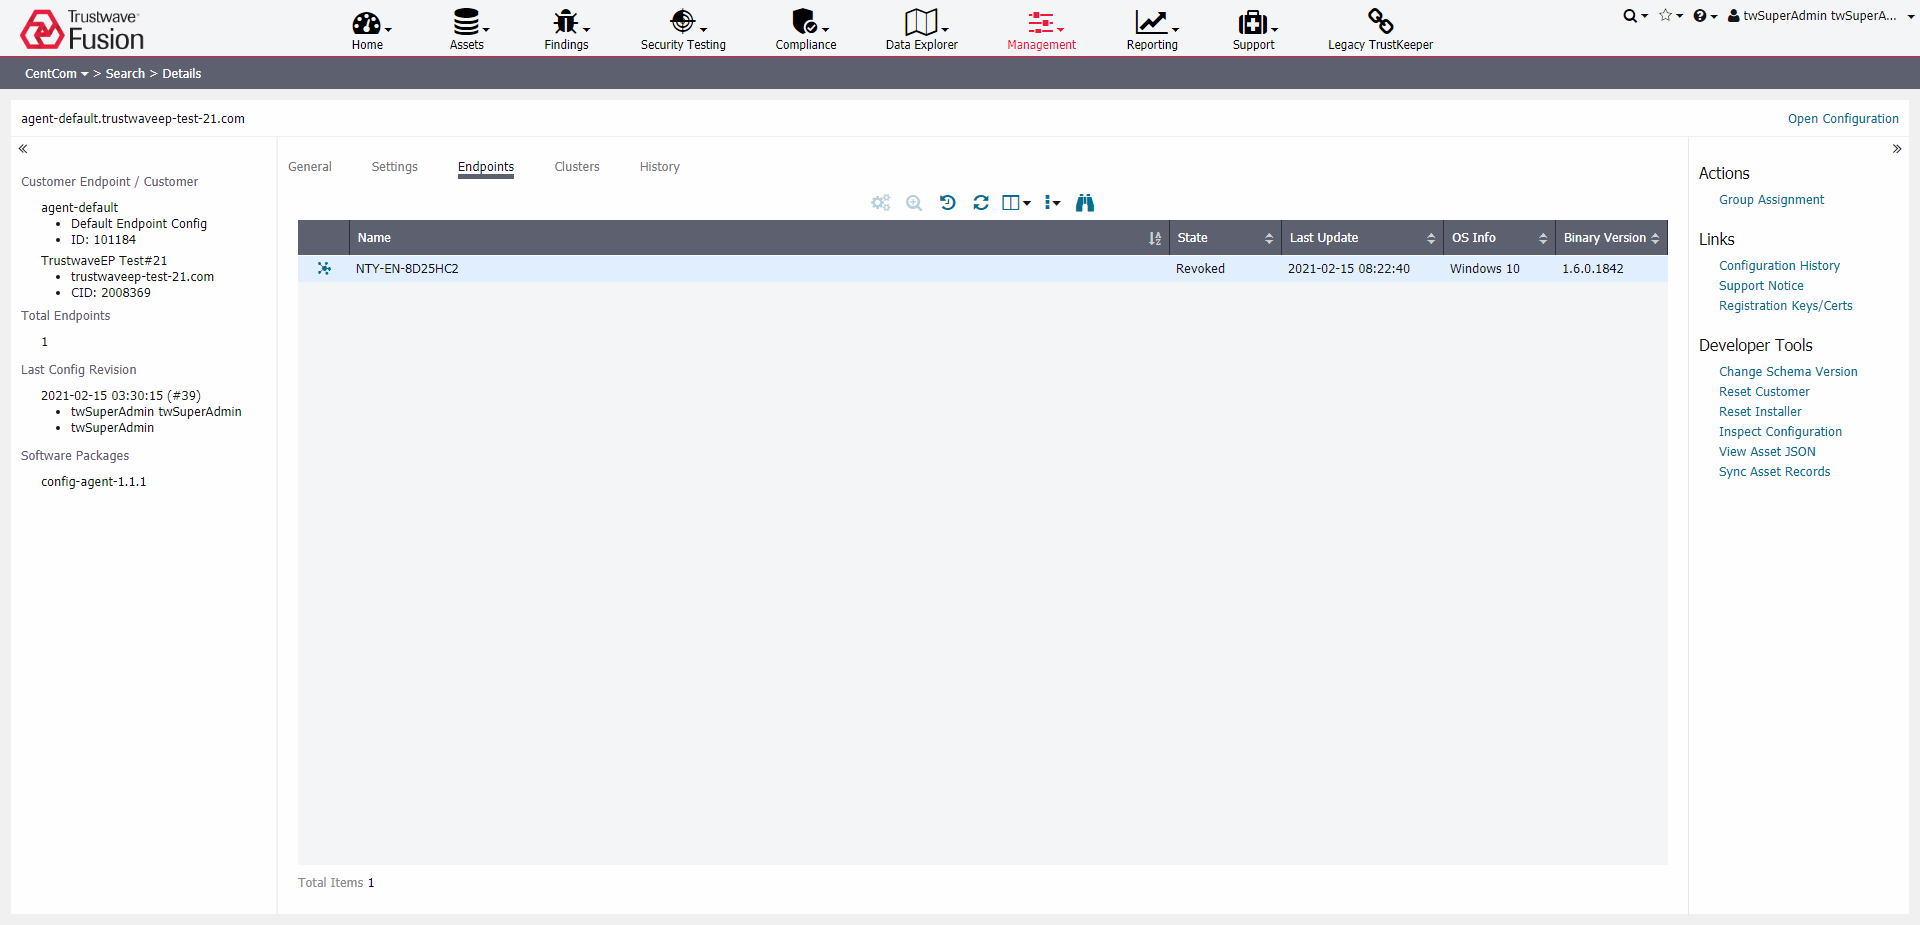 Trustwave
Fusion
Home
Assets
Findings
Security Testing
Compliance
Data Explorer
Management
Reporting
Support
Legacy TrustKeeper
twSuperAdmin twSuperA...
CentCom > Search > Details
agent-default.trustwaveep-test-21.com
Open Configuration
Customer Endpoint / Customer
agent-default
• Default Endpoint Config
• ID: 101184
TrustwaveEP Test#21
• trustwaveep-test-21.com
• CID: 2008369
Total Endpoints
1
Last Config Revision
2021-02-15 03:30:15 (#39)
• twSuperAdmin twSuperAdmin
• twSuperAdmin
Software Packages
config-agent-1.1.1
General Settings Endpoints Clusters History
Name State Last Update OS Info Binary Version
NTY-EN-8D25HC2 Revoked 2021-02-15 08:22:40 Windows 10 1.6.0.1842
Total Items 1
Actions
Group Assignment
Links
Configuration History
Support Notice
Registration Keys/Certs
Developer Tools
Change Schema Version
Reset Customer
Reset Installer
Inspect Configuration
View Asset JSON
Sync Asset Records